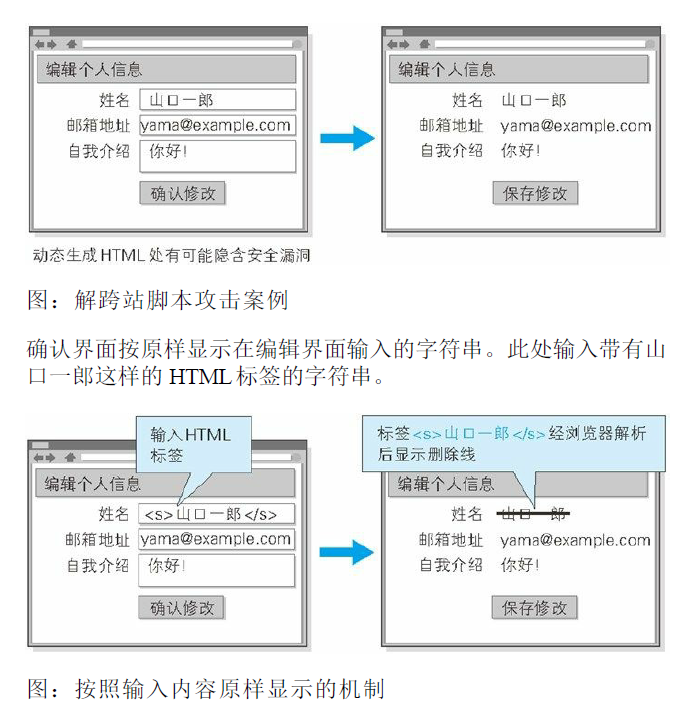 编辑个人信息
姓名 山口一郎
邮箱地址 yama@example.com
自我介绍 你好!
确认修改
编辑个人信息
姓名 山口一郎
邮箱地址 yama@example.com
自我介绍 你好!
保存修改
动态生成HTML处有可能隐含安全漏洞
图：解跨站脚本攻击案例
确认界面按原样显示在编辑界面输入的字符串。此处输入带有山
口一郎这样的 HTML 标签的字符串。
输入HTML
标签
编辑个人信息
姓名 <s>山口一郎</s>
邮箱地址 yama@example.com
自我介绍 你好!
确认修改
标签<s>山口一郎</s>经浏览器解析
后显示删除线
编辑个人信息
姓名 山口一郎
邮箱地址 yama@example.com
自我介绍 你好!
保存修改
图：按照输入内容原样显示的机制